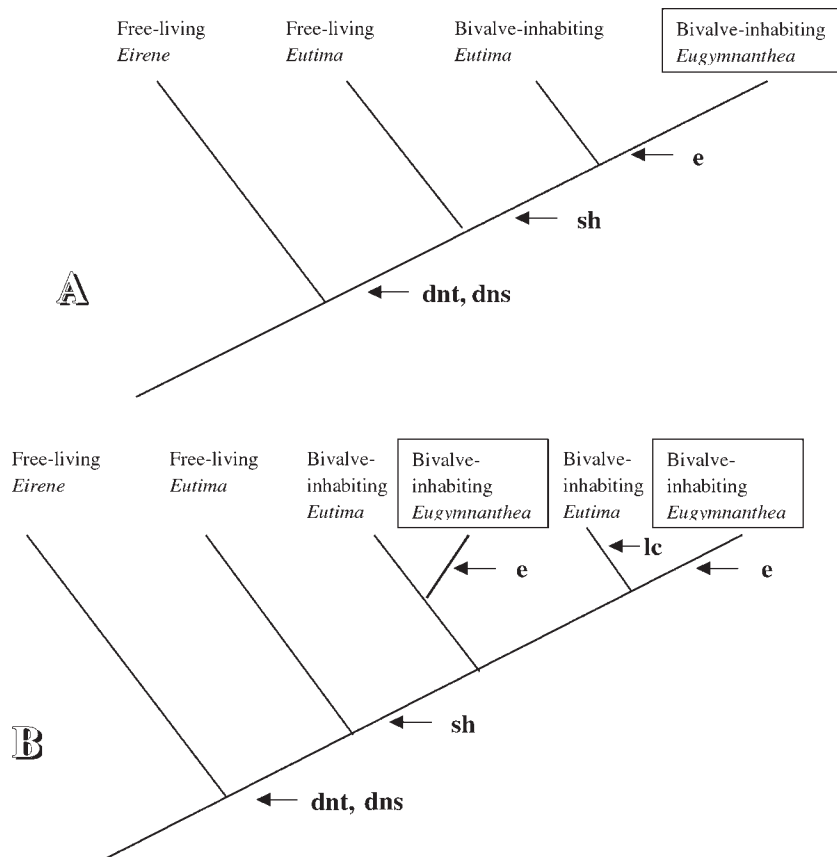 Free-living
Eirene
Free-living
Eutima
Bivalve-inhabiting
Eutima
Bivalve-inhabiting
Eugymnanthea
e
sh
dnt, dns
A
Free-living
Eirene
Free-living
Eutima
Bivalve-
inhabiting
Eutima
Bivalve-
inhabiting
Eugymnanthea
Bivalve-
inhabiting
Eutima
Bivalve-
inhabiting
Eugymnanthea
lc
e
e
sh
B
dnt, dns